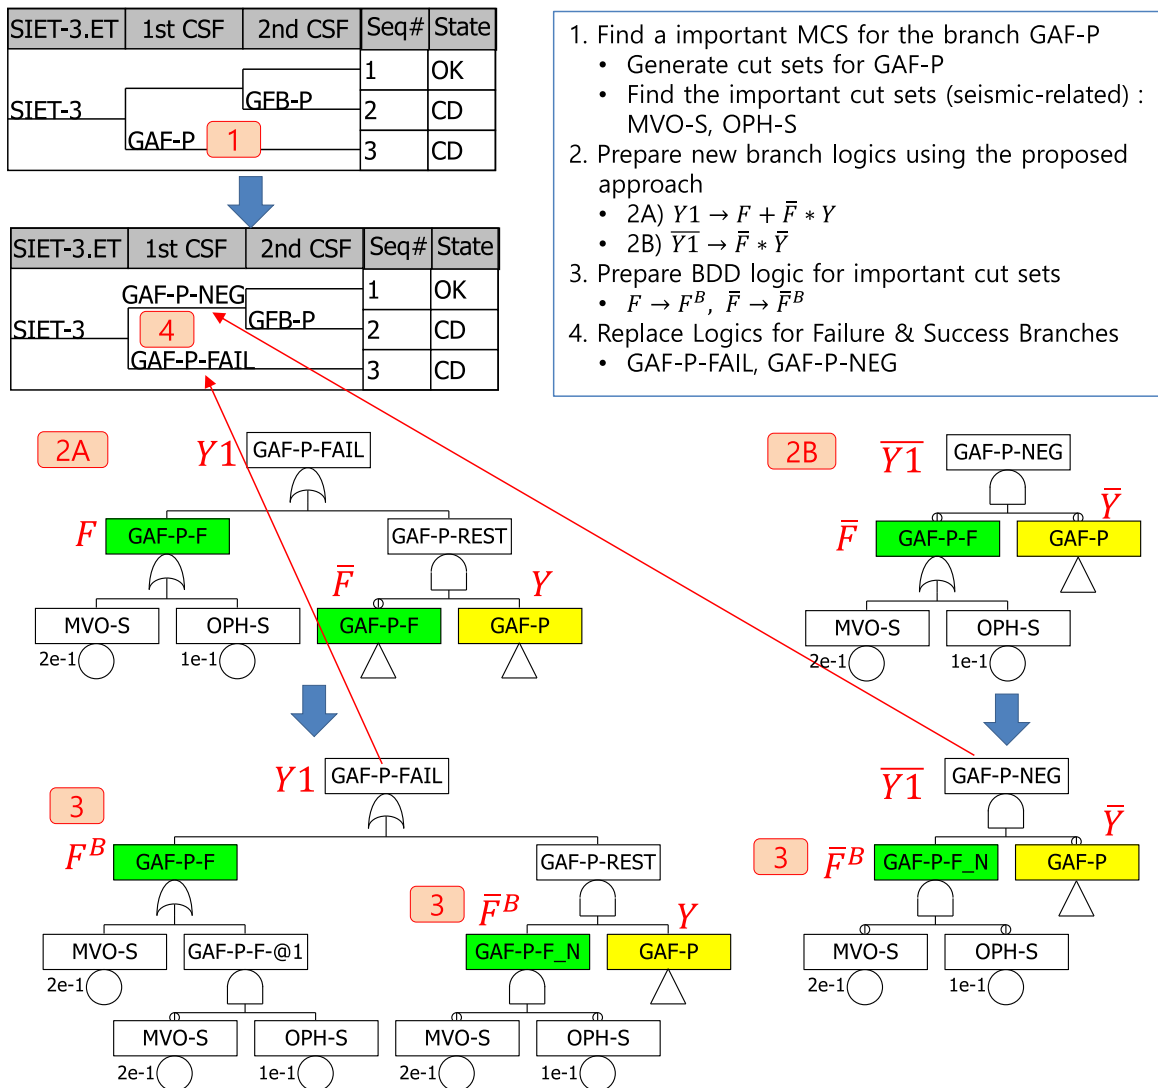 SIET-3.ET 1st CSF 2nd CSF Seq# State
1 OK
GFB-P 2 CD
SIET-3
GAF-P 1 3 CD
1. Find a important MCS for the branch GAF-P
• Generate cut sets for GAF-P
• Find the important cut sets (seismic-related) :
MVO-S, OPH-S
2. Prepare new branch logics using the proposed
approach
• 2A) Y1 → F + F̅ * Y
• 2B) Y̅1̅ → F̅ * Y̅
3. Prepare BDD logic for important cut sets
• F → F^B, F̅ → F̅^B
4. Replace Logics for Failure & Success Branches
• GAF-P-FAIL, GAF-P-NEG
SIET-3.ET 1st CSF 2nd CSF Seq# State
GAF-P-NEG 1 OK
SIET-3 4 GFB-P 2 CD
GAF-P-FAIL 3 CD
2A Y1 GAF-P-FAIL
F GAF-P-F GAF-P-REST
F̅ Y
MVO-S OPH-S GAF-P-F GAF-P
2e-1 1e-1
2B Y̅1̅ GAF-P-NEG
Y̅
F̅ GAF-P-F GAF-P
MVO-S OPH-S
2e-1 1e-1
Y1 GAF-P-FAIL
3
F^B GAF-P-F GAF-P-REST
3 F̅^B Y
MVO-S GAF-P-F-@1 GAF-P-F_N GAF-P
2e-1
MVO-S OPH-S MVO-S OPH-S
2e-1 1e-1 2e-1 1e-1
Y̅1̅ GAF-P-NEG
Y̅
3 F̅^B GAF-P-F_N GAF-P
MVO-S OPH-S
2e-1 1e-1